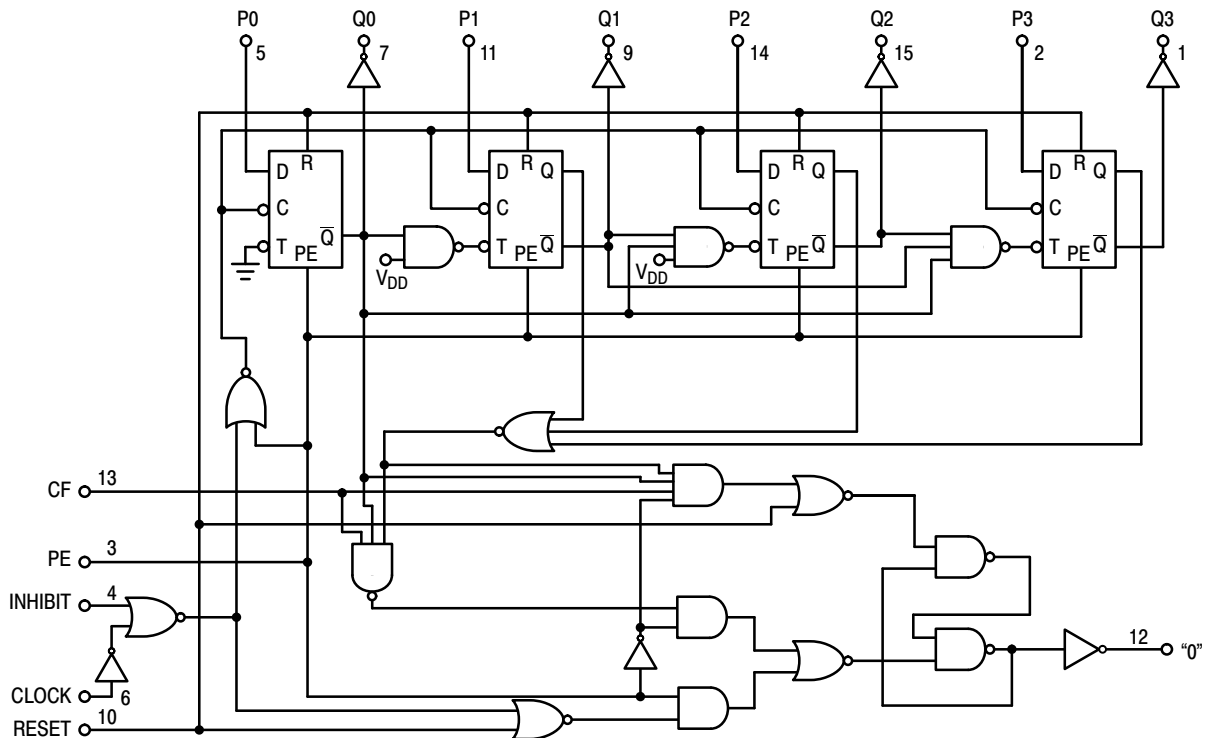 P0 Q0 P1 Q1 P2 Q2 P3 Q3
5 7 11 9 14 15 2 1
R R R R
D D Q D Q D Q
C C C C
T Q T Q T Q T Q
PE PE PE PE
VDD VDD
CF 13
PE 3
INHIBIT 4
12 “0”
CLOCK 6
RESET 10